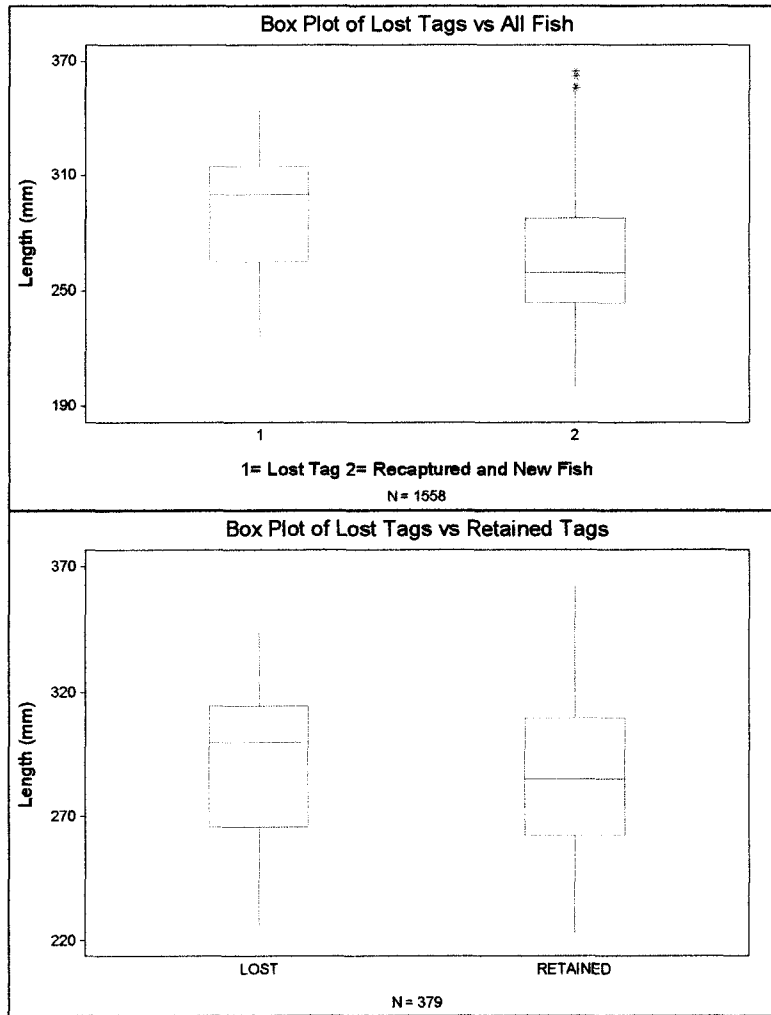 Box Plot of Lost Tags vs All Fish
370
310
250
190
Length (mm)
1
2
1= Lost Tag 2= Recaptured and New Fish
N = 1558
Box Plot of Lost Tags vs Retained Tags
370
320
270
220
Length (mm)
LOST
RETAINED
N = 379